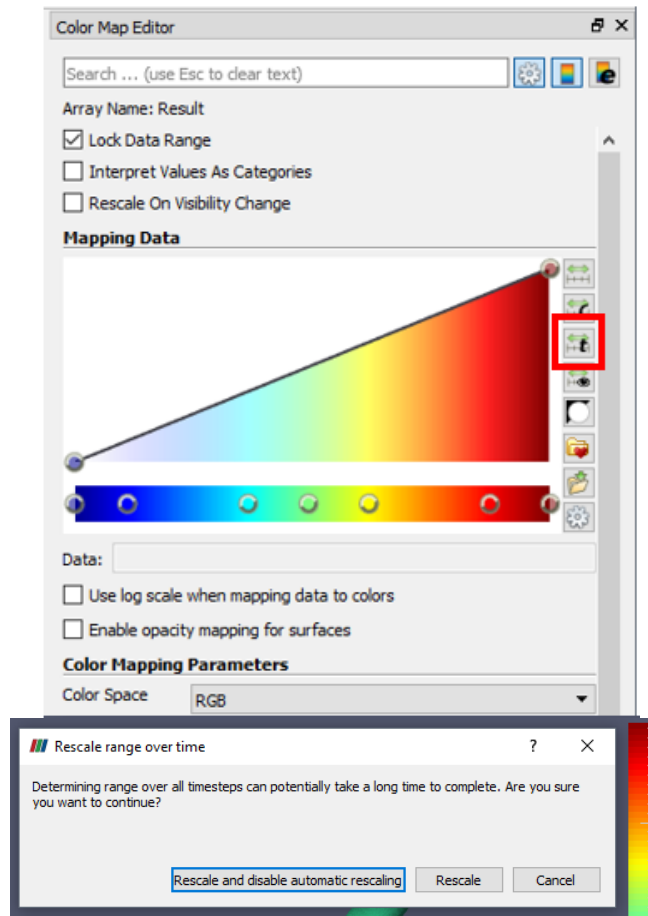 Color Map Editor
Search ... (use Esc to clear text)
Array Name: Result
Lock Data Range
Interpret Values As Categories
Rescale On Visibility Change
Mapping Data
Data:
Use log scale when mapping data to colors
Enable opacity mapping for surfaces
Color Mapping Parameters
Color Space RGB
Rescale range over time ?
Determining range over all timesteps can potentially take a long time to complete. Are you sure
you want to continue?
Rescale and disable automatic rescaling Rescale Cancel